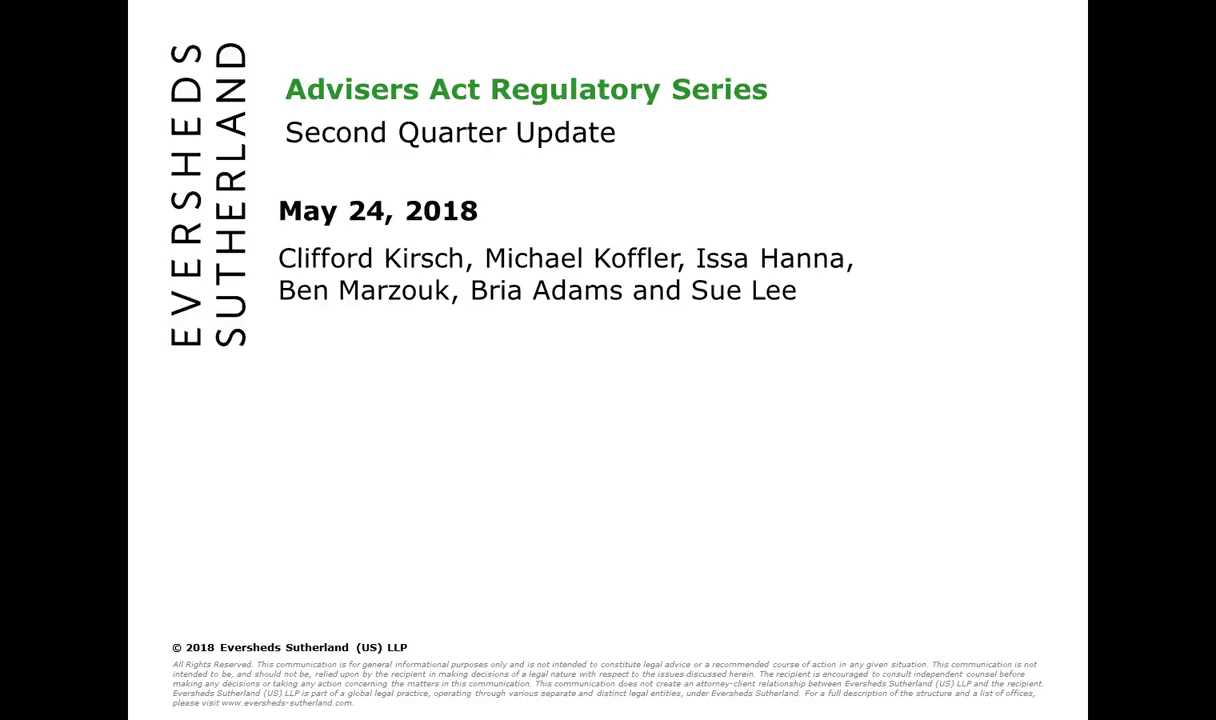 EVERSHEDS
SUTHERLAND
Advisers Act Regulatory Series
Second Quarter Update
May 24, 2018
Clifford Kirsch, Michael Koffler, Issa Hanna,
Ben Marzouk, Bria Adams and Sue Lee
© 2018 Eversheds Sutherland (US) LLP
All Rights Reserved. This communication is for general informational purposes only and is not intended to constitute legal advice or a recommended course of action in any given situation. This communication is not
intended to be, and should not be, relied upon by the recipient in making decisions of a legal nature with respect to the issues discussed herein. The recipient is encouraged to consult independent counsel before
making any decisions or taking any action concerning the matters in this communication. This communication does not create an attorney-client relationship between Eversheds Sutherland (US) LLP and the recipient.
Eversheds Sutherland (US) LLP is part of a global legal practice, operating through various separate and distinct legal entities, under Eversheds Sutherland. For a full description of the structure and a list of offices,
please visit www.eversheds-sutherland.com.